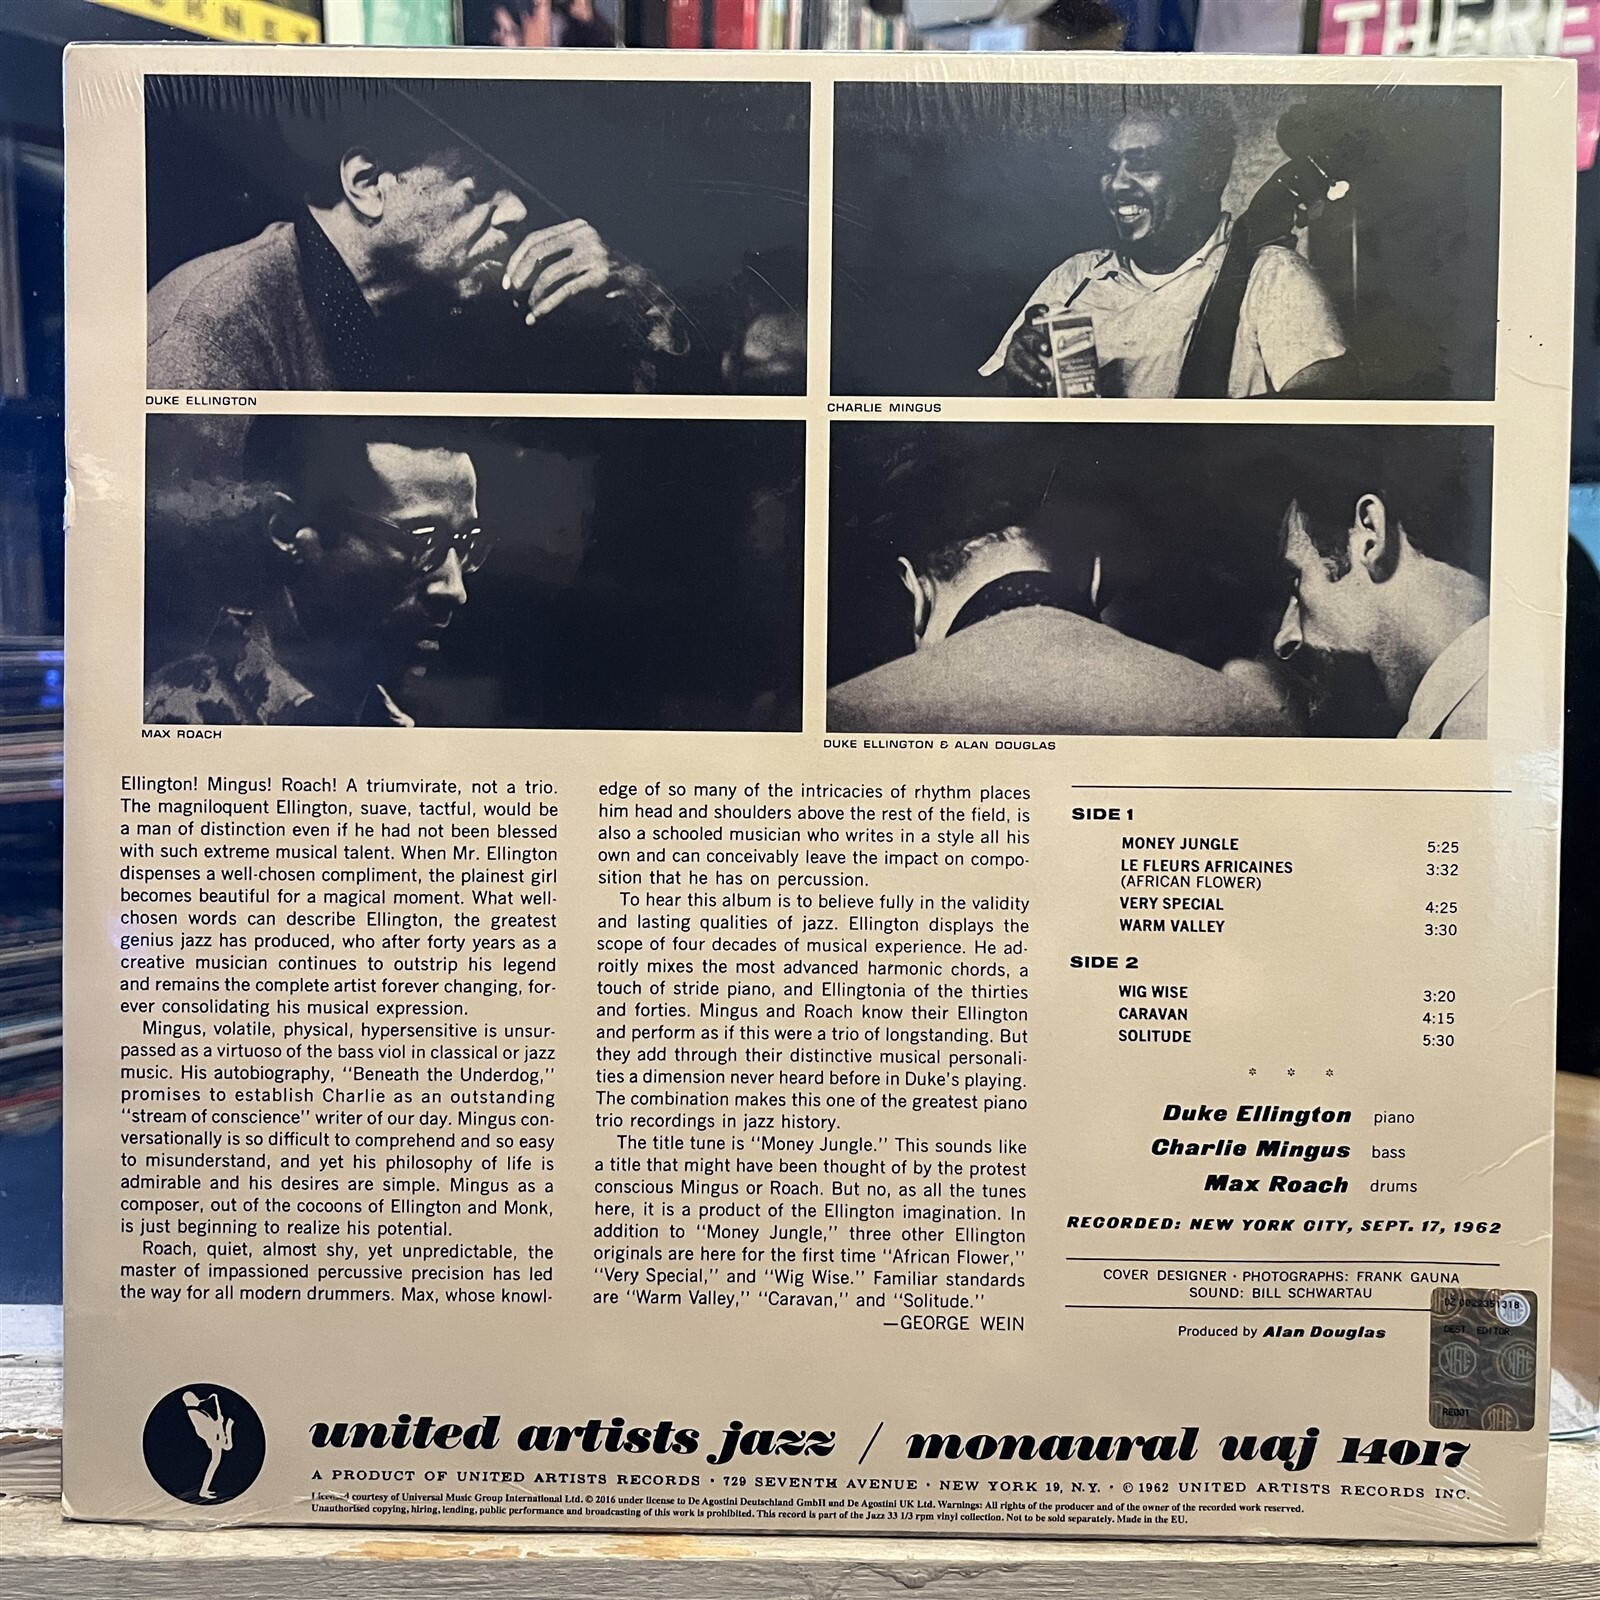 THERE
DUKE ELLINGTON
CHARLIE MINGUS
MAX ROACH
DUKE ELLINGTON & ALAN DOUGLAS
Ellington! Mingus! Roach! A triumvirate, not a trio.
The magniloquent Ellington, suave, tactful, would be
a man of distinction even if he had not been blessed
with such extreme musical talent. When Mr. Ellington
dispenses a well-chosen compliment, the plainest girl
becomes beautiful for a magical moment. What well-
chosen words can describe Ellington, the greatest
genius jazz has produced, who after forty years as a
creative musician continues to outstrip his legend
and remains the complete artist forever changing, for-
ever consolidating his musical expression.
Mingus, volatile, physical, hypersensitive is unsur-
passed as a virtuoso of the bass viol in classical or jazz
music. His autobiography, "Beneath the Underdog,"
promises to establish Charlie as an outstanding
"stream of conscience" writer of our day. Mingus con-
versationally is so difficult to comprehend and so easy
to misunderstand, and yet his philosophy of life is
admirable and his desires are simple. Mingus as a
composer, out of the cocoons of Ellington and Monk,
is just beginning to realize his potential.
Roach, quiet, almost shy, yet unpredictable, the
master of impassioned percussive precision has led
the way for all modern drummers. Max, whose knowl-
edge of so many of the intricacies of rhythm places
him head and shoulders above the rest of the field, is
also a schooled musician who writes in a style all his
own and can conceivably leave the impact on compo-
sition that he has on percussion.
To hear this album is to believe fully in the validity
and lasting qualities of jazz. Ellington displays the
scope of four decades of musical experience. He ad-
roitly mixes the most advanced harmonic chords, a
touch of stride piano, and Ellingtonia of the thirties
and forties. Mingus and Roach know their Ellington
and perform as if this were a trio of longstanding. But
they add through their distinctive musical personali-
ties a dimension never heard before in Duke's playing.
The combination makes this one of the greatest piano
trio recordings in jazz history.
The title tune is "Money Jungle." This sounds like
a title that might have been thought of by the protest
conscious Mingus or Roach. But no, as all the tunes
here, it is a product of the Ellington imagination. In
addition to "Money Jungle," three other Ellington
originals are here for the first time "African Flower,"
"Very Special," and "Wig Wise." Familiar standards
are "Warm Valley," "Caravan," and "Solitude."
—GEORGE WEIN
SIDE 1
MONEY JUNGLE 5:25
LE FLEURS AFRICAINES 3:32
(AFRICAN FLOWER)
VERY SPECIAL 4:25
WARM VALLEY 3:30
SIDE 2
WIG WISE 3:20
CARAVAN 4:15
SOLITUDE 5:30
* * *
Duke Ellington piano
Charlie Mingus bass
Max Roach drums
RECORDED: NEW YORK CITY, SEPT. 17, 1962
COVER DESIGNER · PHOTOGRAPHS: FRANK GAUNA
SOUND: BILL SCHWARTAU
Produced by Alan Douglas
DEST. EDITOR
RE001
united artists jazz / monaural uaj 14017
A PRODUCT OF UNITED ARTISTS RECORDS · 729 SEVENTH AVENUE · NEW YORK 19, N.Y. · ℗ 1962 UNITED ARTISTS RECORDS INC.
courtesy of Universal Music Group International Ltd. © 2016 under license to De Agostini Deutschland GmbH and De Agostini UK Ltd. Warnings: All rights of the producer and of the owner of the recorded work reserved.
Unauthorised copying, hiring, lending, public performance and broadcasting of this work is prohibited. This record is part of the Jazz 33 1/3 rpm vinyl collection. Not to be sold separately. Made in the EU.